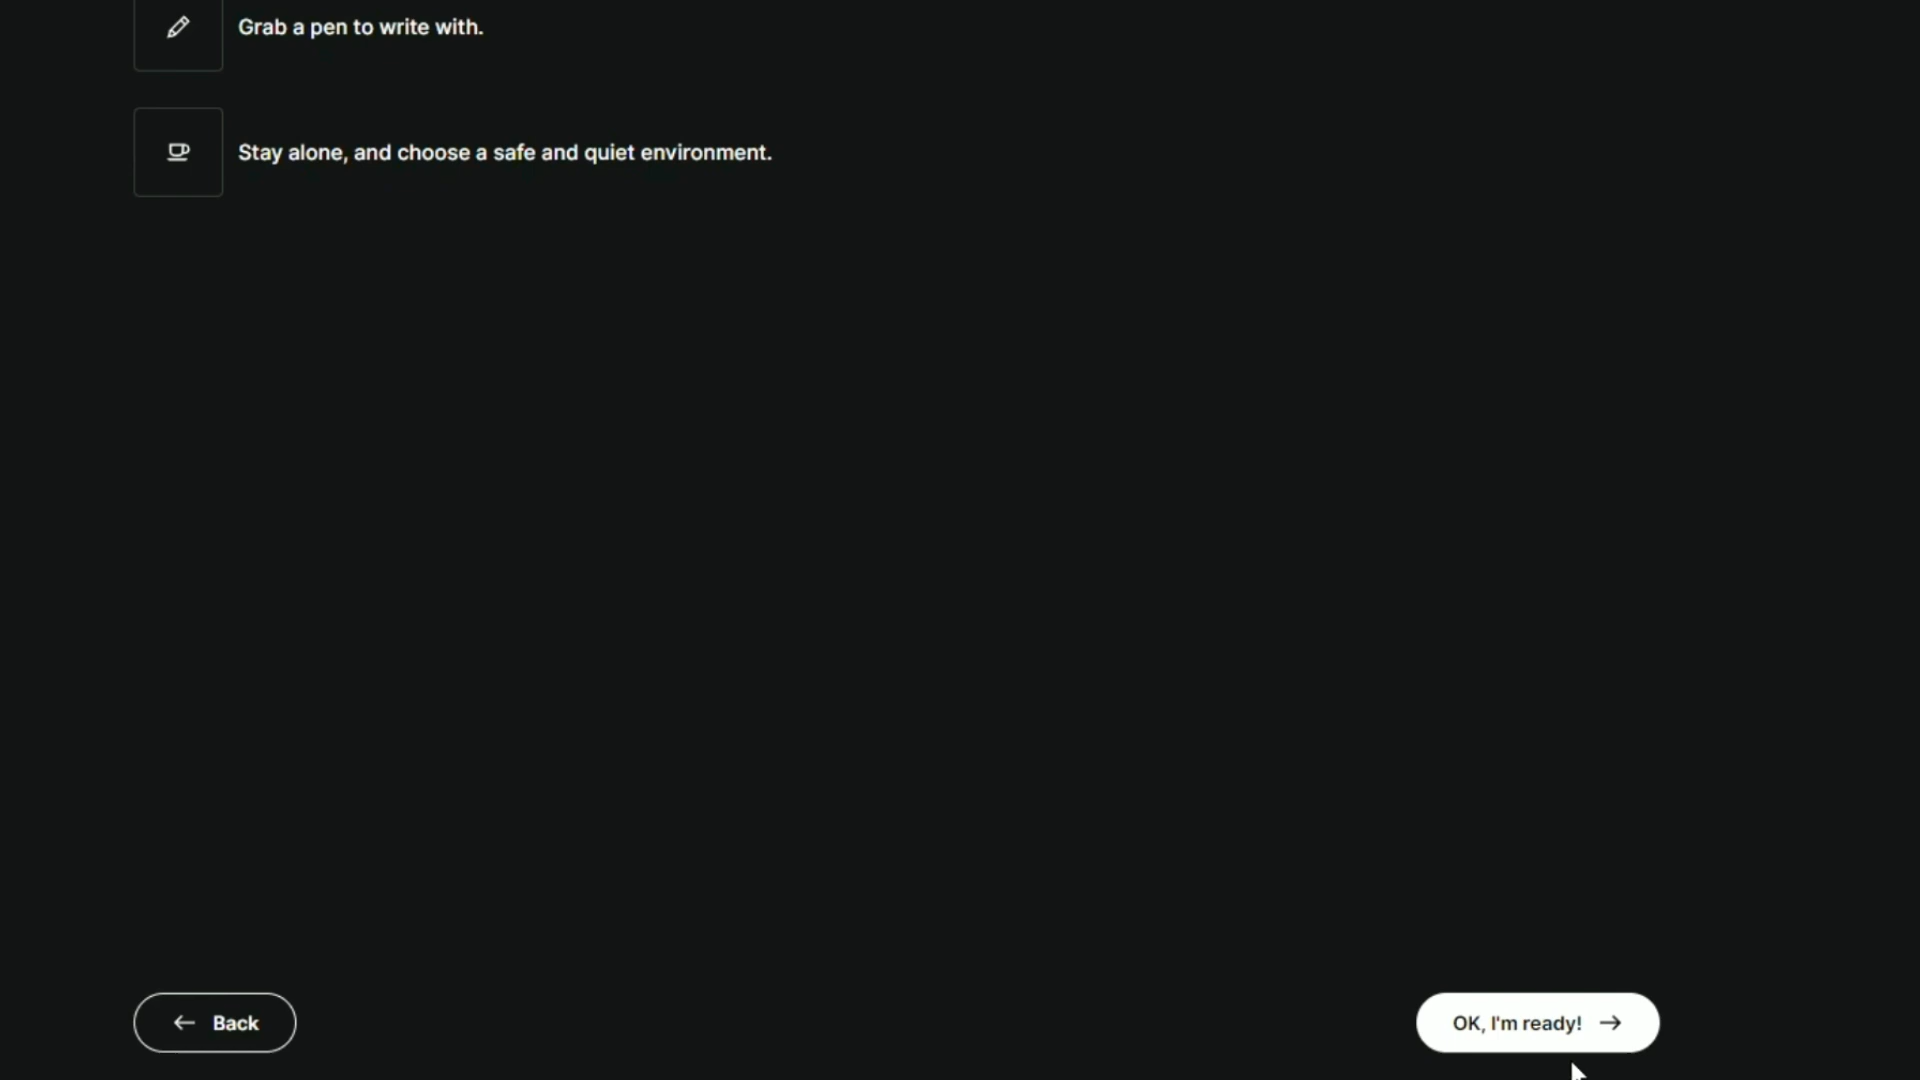 Grab a pen to write with.
Stay alone, and choose a safe and quiet environment.
Back
OK, I'm ready!